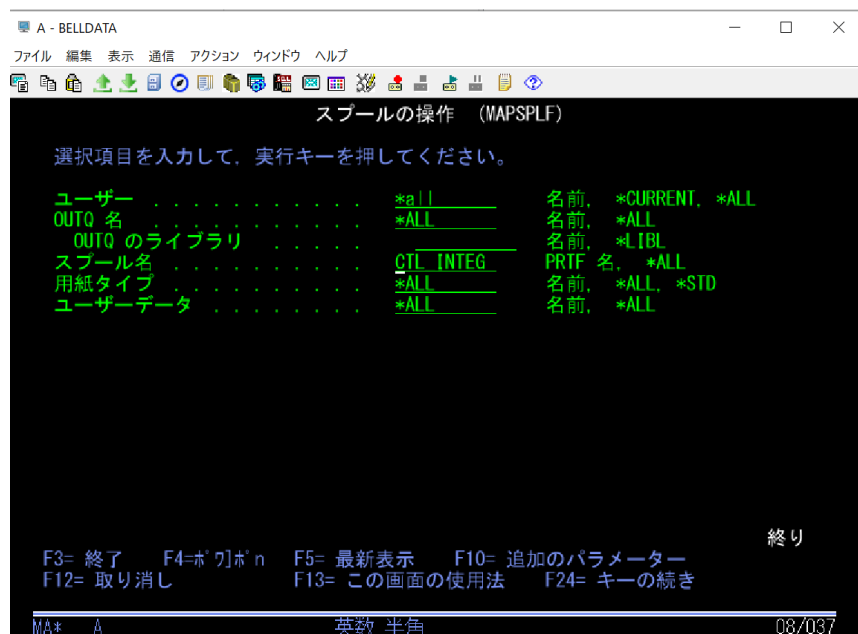 A - BELLDATA
ファイル 編集 表示 通信 アクション ウィンドウ ヘルプ
スプールの操作 (MAPSPLF)
選択項目を入力して，実行キーを押してください。
ユーザー . . . . . . . . . . . *all 名前, *CURRENT, *ALL
OUTQ 名 . . . . . . . . . . . *ALL 名前, *ALL
OUTQ のライブラリ . . . . . 名前, *LIBL
スプール名 . . . . . . . . . . CTL_INTEG PRTF 名, *ALL
用紙タイプ . . . . . . . . . . *ALL 名前, *ALL, *STD
ユーザーデータ . . . . . . . . *ALL 名前, *ALL
終り
F3= 終了 F4=ﾎﾟﾜ]ﾎﾟn F5= 最新表示 F10= 追加のパラメーター
F12= 取り消し F13= この画面の使用法 F24= キーの続き
MA* A 英数 半角 08/037